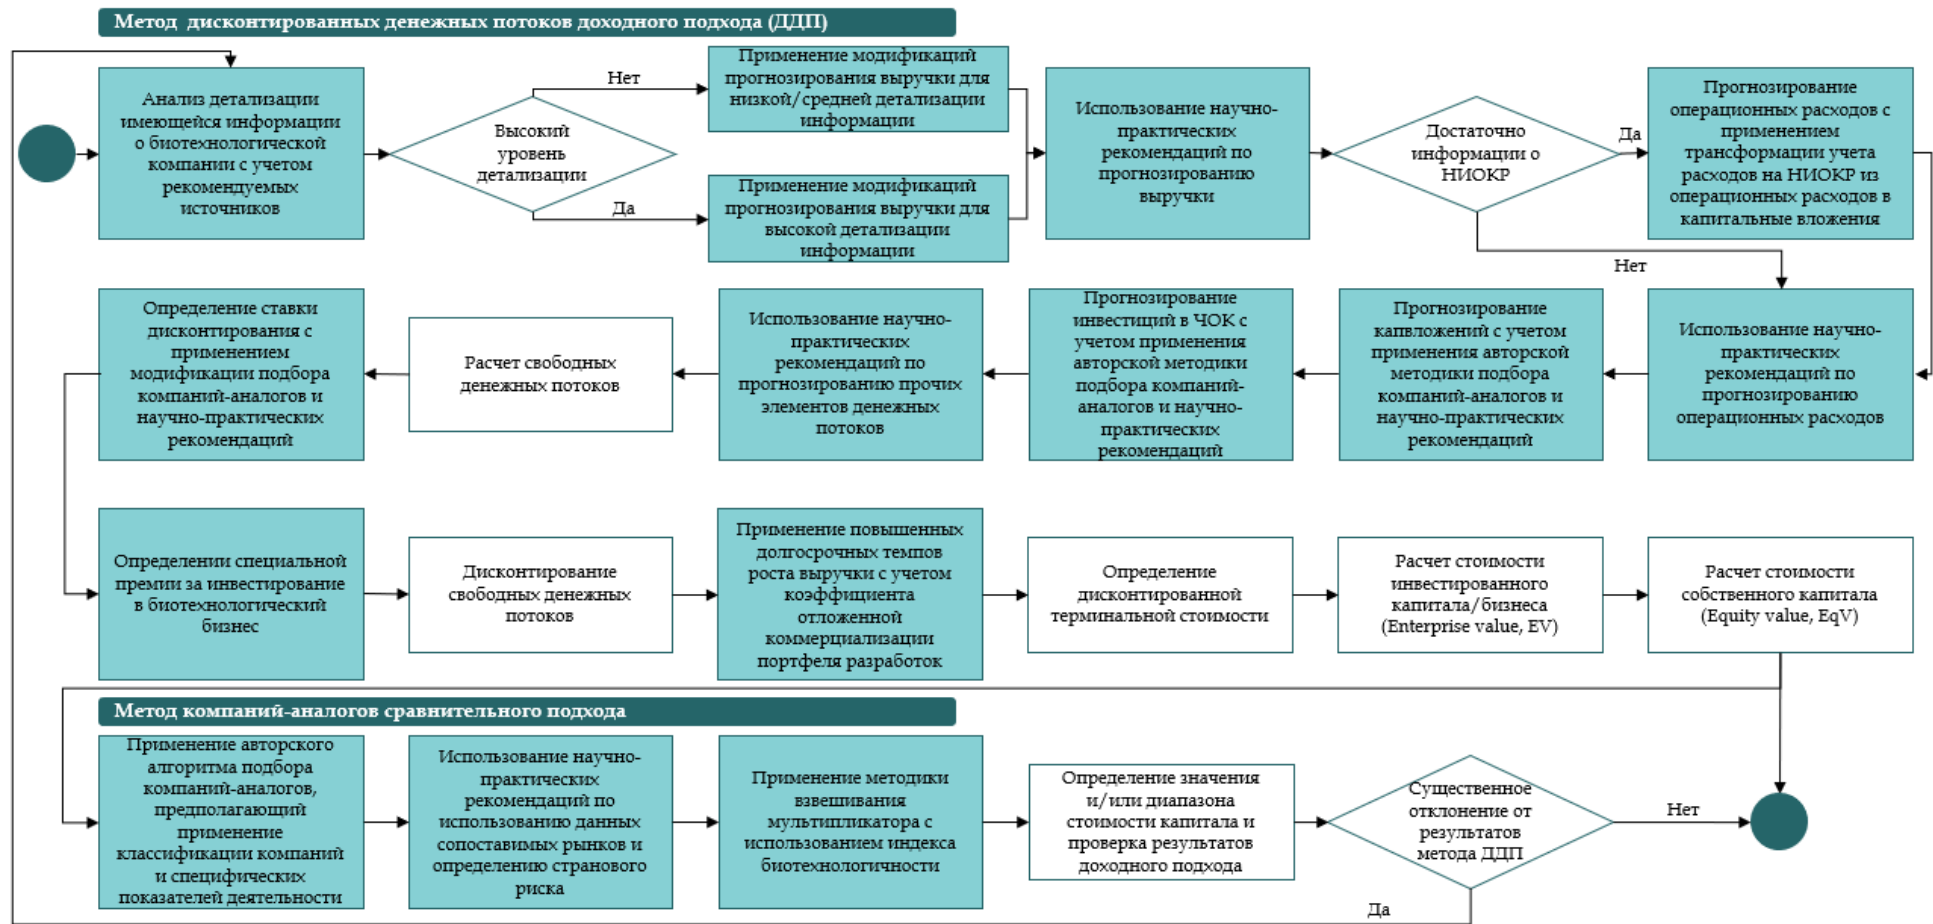 Метод дисконтированных денежных потоков доходного подхода (ДДП)
Анализ детализации
имеющейся информации
о биотехнологической
компании с учетом
рекомендуемых
источников
Высокий
уровень
детализации
Нет
Да
Применение модификаций
прогнозирования выручки для
низкой/средней детализации
информации
Применение модификаций
прогнозирования выручки для
высокой детализации
информации
Использование научно-
практических
рекомендаций по
прогнозированию
выручки
Достаточно
информации о
НИОКР
Да
Нет
Прогнозирование
операционных расходов с
применением
трансформации учета
расходов на НИОКР из
операционных расходов в
капитальные вложения
Использование научно-
практических
рекомендаций по
прогнозированию
операционных расходов
Прогнозирование
капвложений с учетом
применения авторской
методики подбора
компаний-аналогов и
научно-практических
рекомендаций
Прогнозирование
инвестиций в ЧОК с
учетом применения
авторской методики
подбора компаний-
аналогов и научно-
практических
рекомендаций
Использование научно-
практических
рекомендаций по
прогнозированию прочих
элементов денежных
потоков
Расчет свободных
денежных потоков
Определение ставки
дисконтирования с
применением
модификации подбора
компаний-аналогов и
научно-практических
рекомендаций
Определении специальной
премии за инвестирование
в биотехнологический
бизнес
Дисконтирование
свободных денежных
потоков
Применение повышенных
долгосрочных темпов
роста выручки с учетом
коэффициента
отложенной
коммерциализации
портфеля разработок
Определение
дисконтированной
терминальной стоимости
Расчет стоимости
инвестированного
капитала/бизнеса
(Enterprise value, EV)
Расчет стоимости
собственного капитала
(Equity value, EqV)
Метод компаний-аналогов сравнительного подхода
Применение авторского
алгоритма подбора
компаний-аналогов,
предполагающий
применение
классификации компаний
и специфических
показателей деятельности
Использование научно-
практических
рекомендаций по
использованию данных
сопоставимых рынков и
определению странового
риска
Применение методики
взвешивания
мультипликатора с
использованием индекса
биотехнологичности
Определение значения
и/или диапазона
стоимости капитала и
проверка результатов
доходного подхода
Существенное
отклонение от
результатов
метода ДДП
Нет
Да